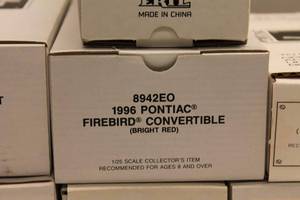 ERTL
MADE IN CHINA
8942EO
1996 PONTIAC®
FIREBIRD® CONVERTIBLE
(BRIGHT RED)
1/25 SCALE COLLECTOR'S ITEM
RECOMMENDED FOR AGES 8 AND OVER